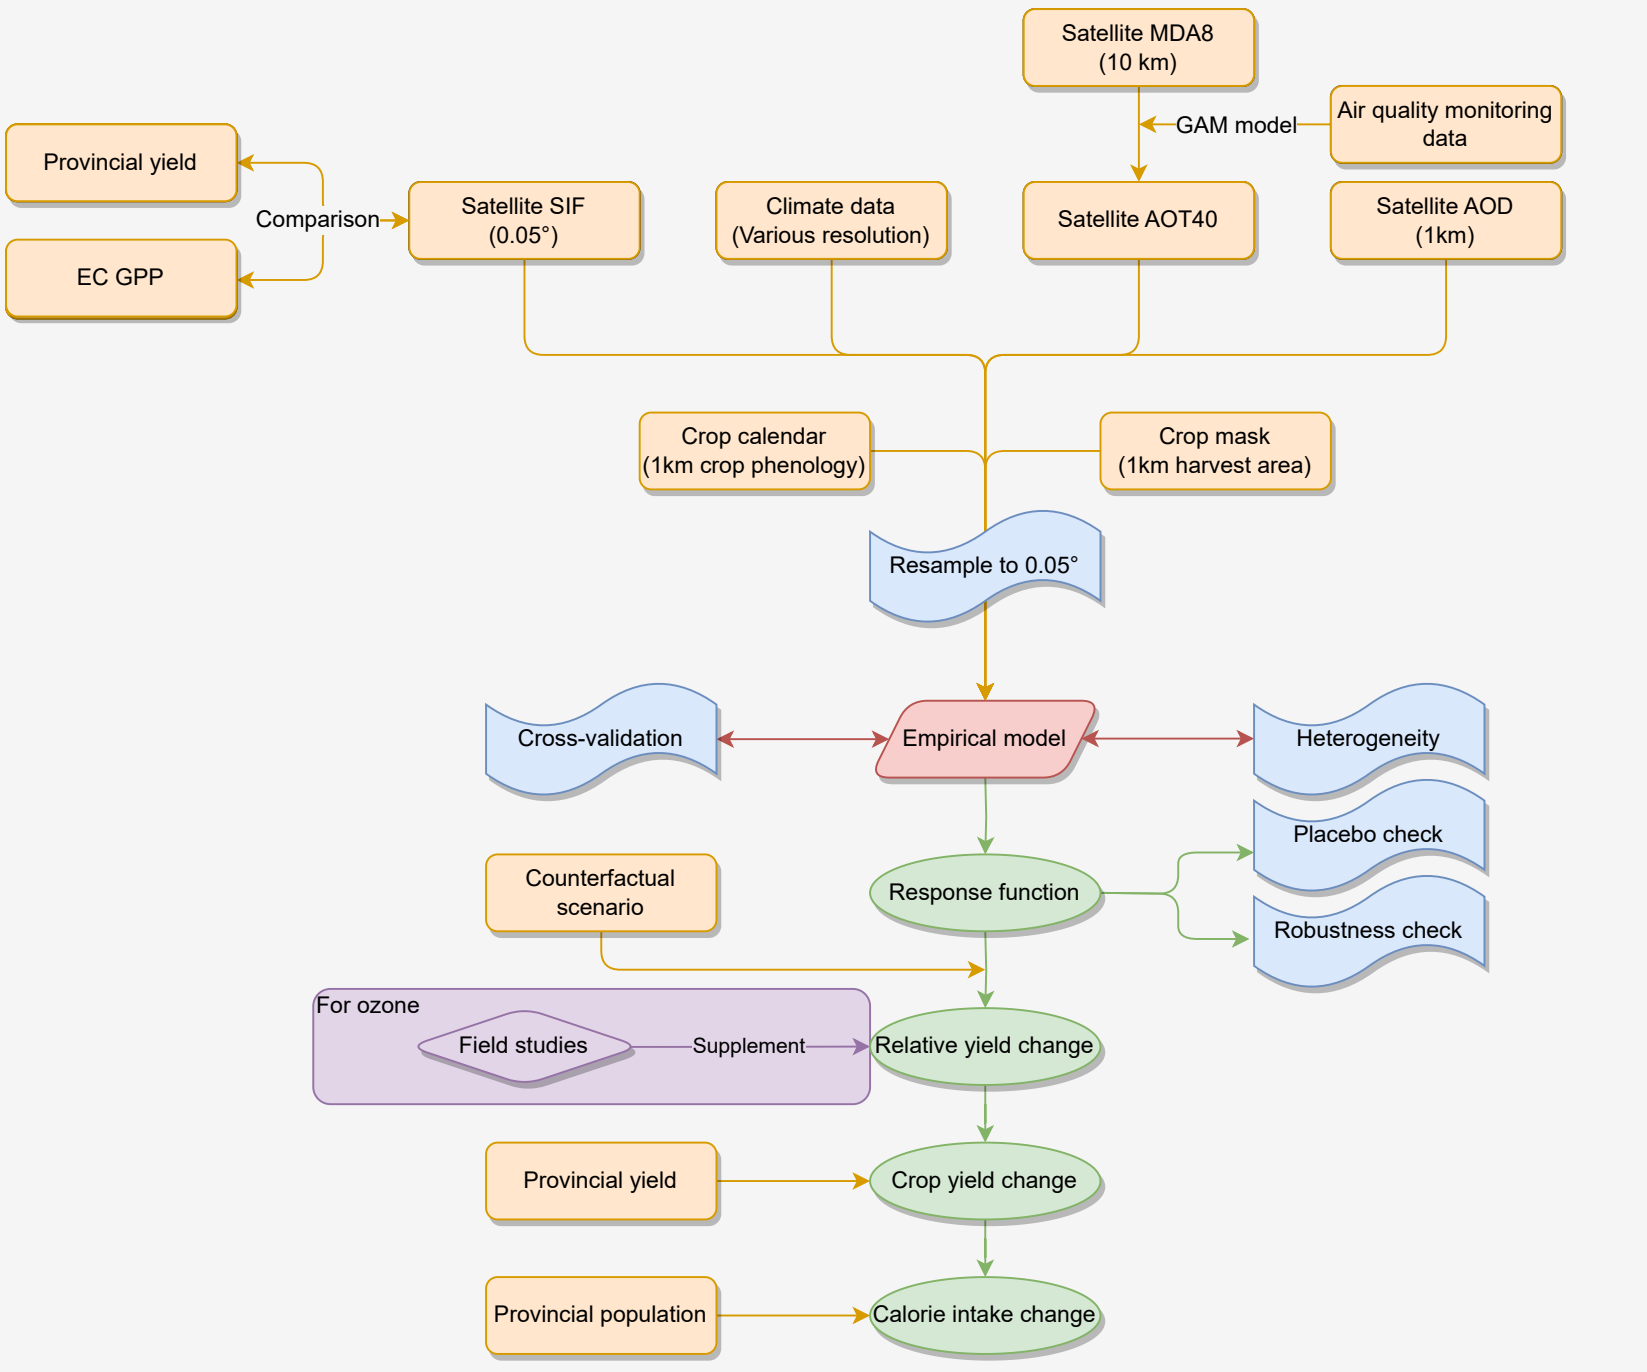 Satellite MDA8
(10 km)
GAM model
Air quality monitoring
data
Provincial yield
Comparison
EC GPP
Satellite SIF
(0.05°)
Climate data
(Various resolution)
Satellite AOT40
Satellite AOD
(1km)
Crop calendar
(1km crop phenology)
Crop mask
(1km harvest area)
Resample to 0.05°
Cross-validation
Empirical model
Heterogeneity
Placebo check
Robustness check
Counterfactual
scenario
Response function
For ozone
Field studies
Supplement
Relative yield change
Provincial yield
Crop yield change
Provincial population
Calorie intake change